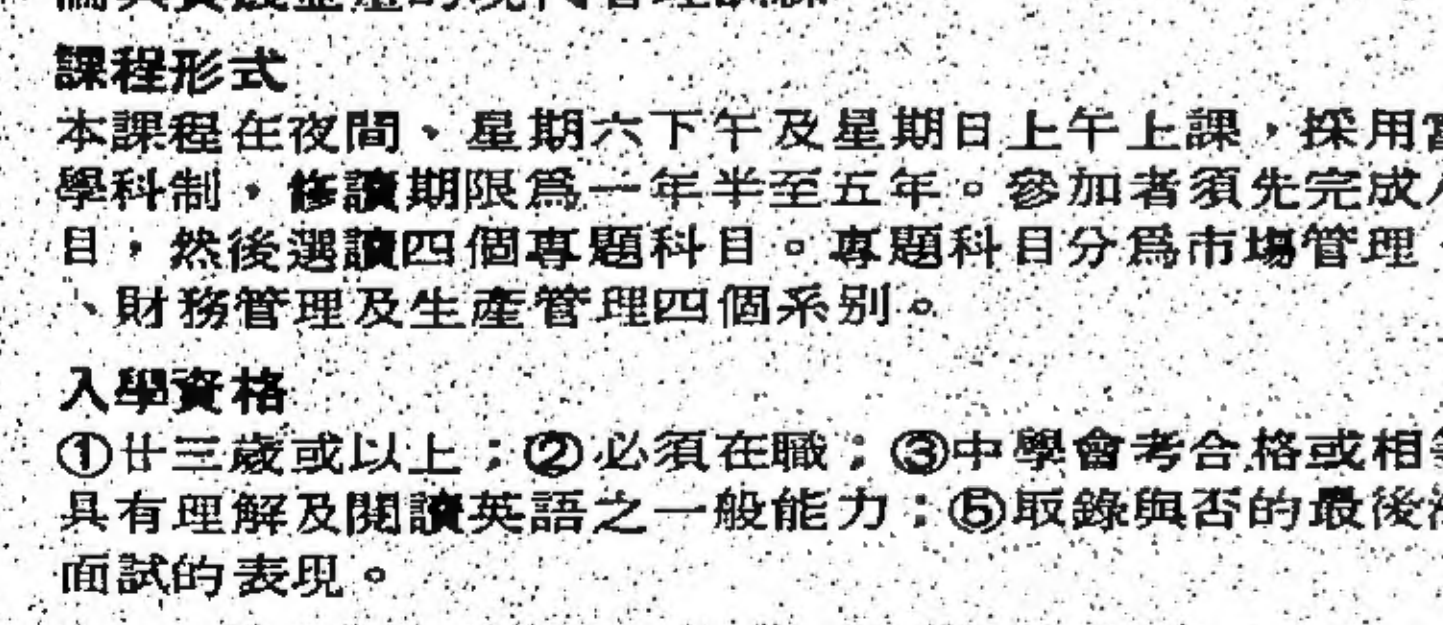 課程形式
本課程在夜間、星期六下午及星期日上午上課，採用
學科制，修讀期限爲一年半至五年。參加者須先完成
目，然後選讀四個專題科目。專題科目分爲市場管理、
、財務管理及生產管理四個系别。
入學資格
①廿三歲或以上；②必須在職；③中學會考合格或相
具有理解及閱讀英語之一般能力；⑤取錄與否的最後
面試的表現。